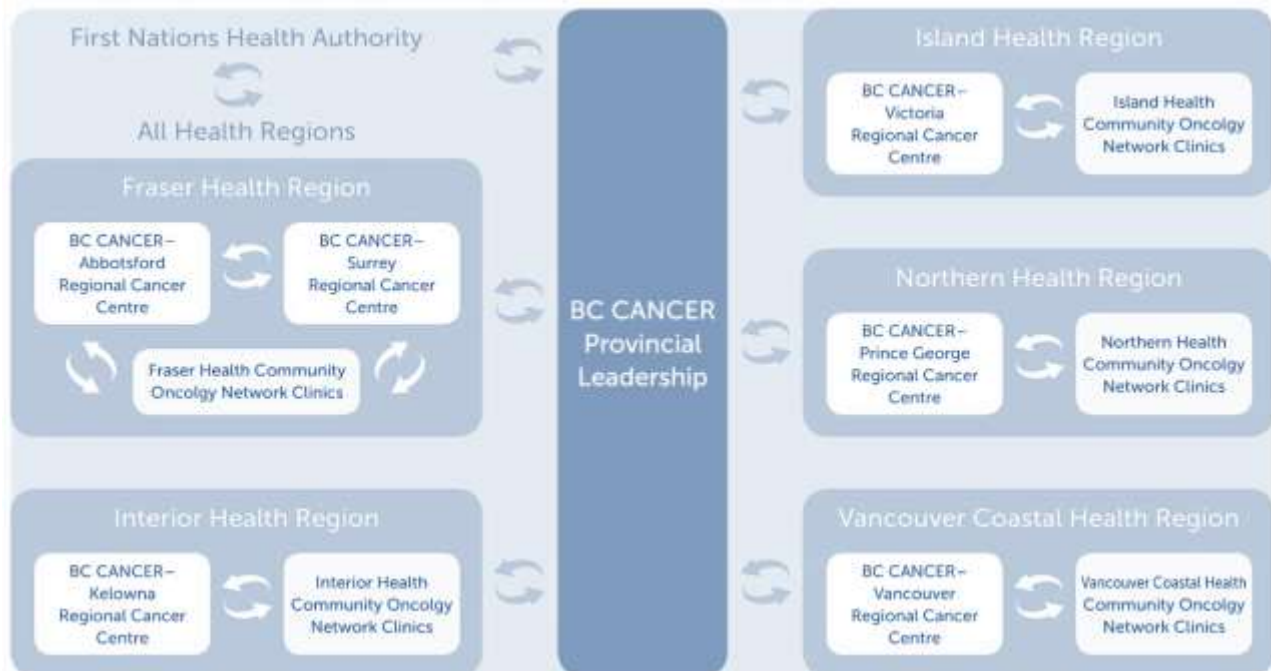 First Nations Health Authority
All Health Regions
Fraser Health Region
BC CANCER–
Abbotsford
Regional Cancer
Centre
BC CANCER–
Surrey
Regional Cancer
Centre
Fraser Health Community
Oncolgy Network Clinics
Interior Health Region
BC CANCER–
Kelowna
Regional Cancer
Centre
Interior Health
Community Oncolgy
Network Clinics
BC CANCER
Provincial
Leadership
Island Health Region
BC CANCER–
Victoria
Regional Cancer
Centre
Island Health
Community Oncolgy
Network Clinics
Northern Health Region
BC CANCER–
Prince George
Regional Cancer
Centre
Northern Health
Community Oncolgy
Network Clinics
Vancouver Coastal Health Region
BC CANCER–
Vancouver
Regional Cancer
Centre
Vancouver Coastal Health
Community Oncolgy
Network Clinics